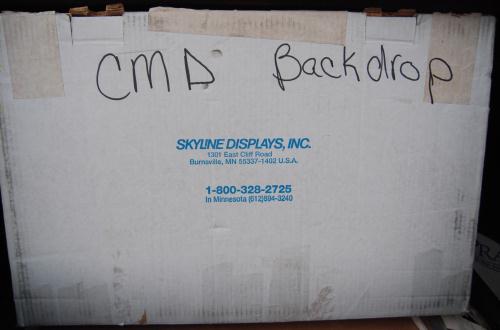 CMD Backdrop
SKYLINE DISPLAYS, INC.
1301 East Cliff Road
Burnsville, MN 55337-1402 U.S.A.
1-800-328-2725
In Minnesota (612)894-3240